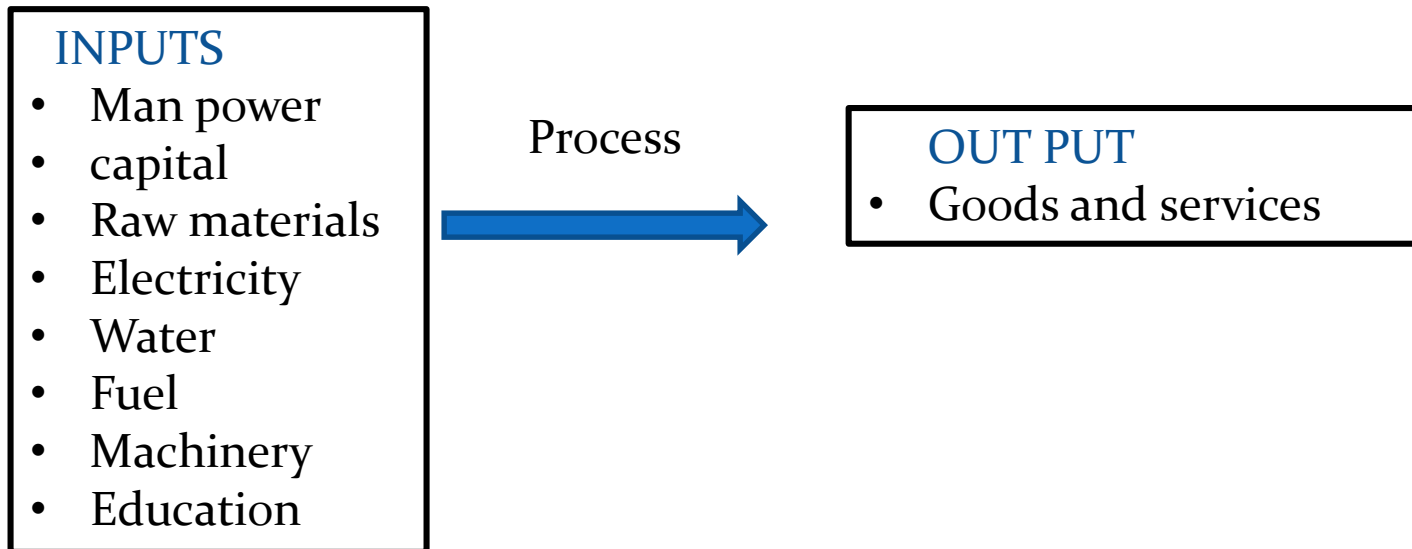 INPUTS
• Man power
• capital
• Raw materials
• Electricity
• Water
• Fuel
• Machinery
• Education
Process
OUT PUT
• Goods and services